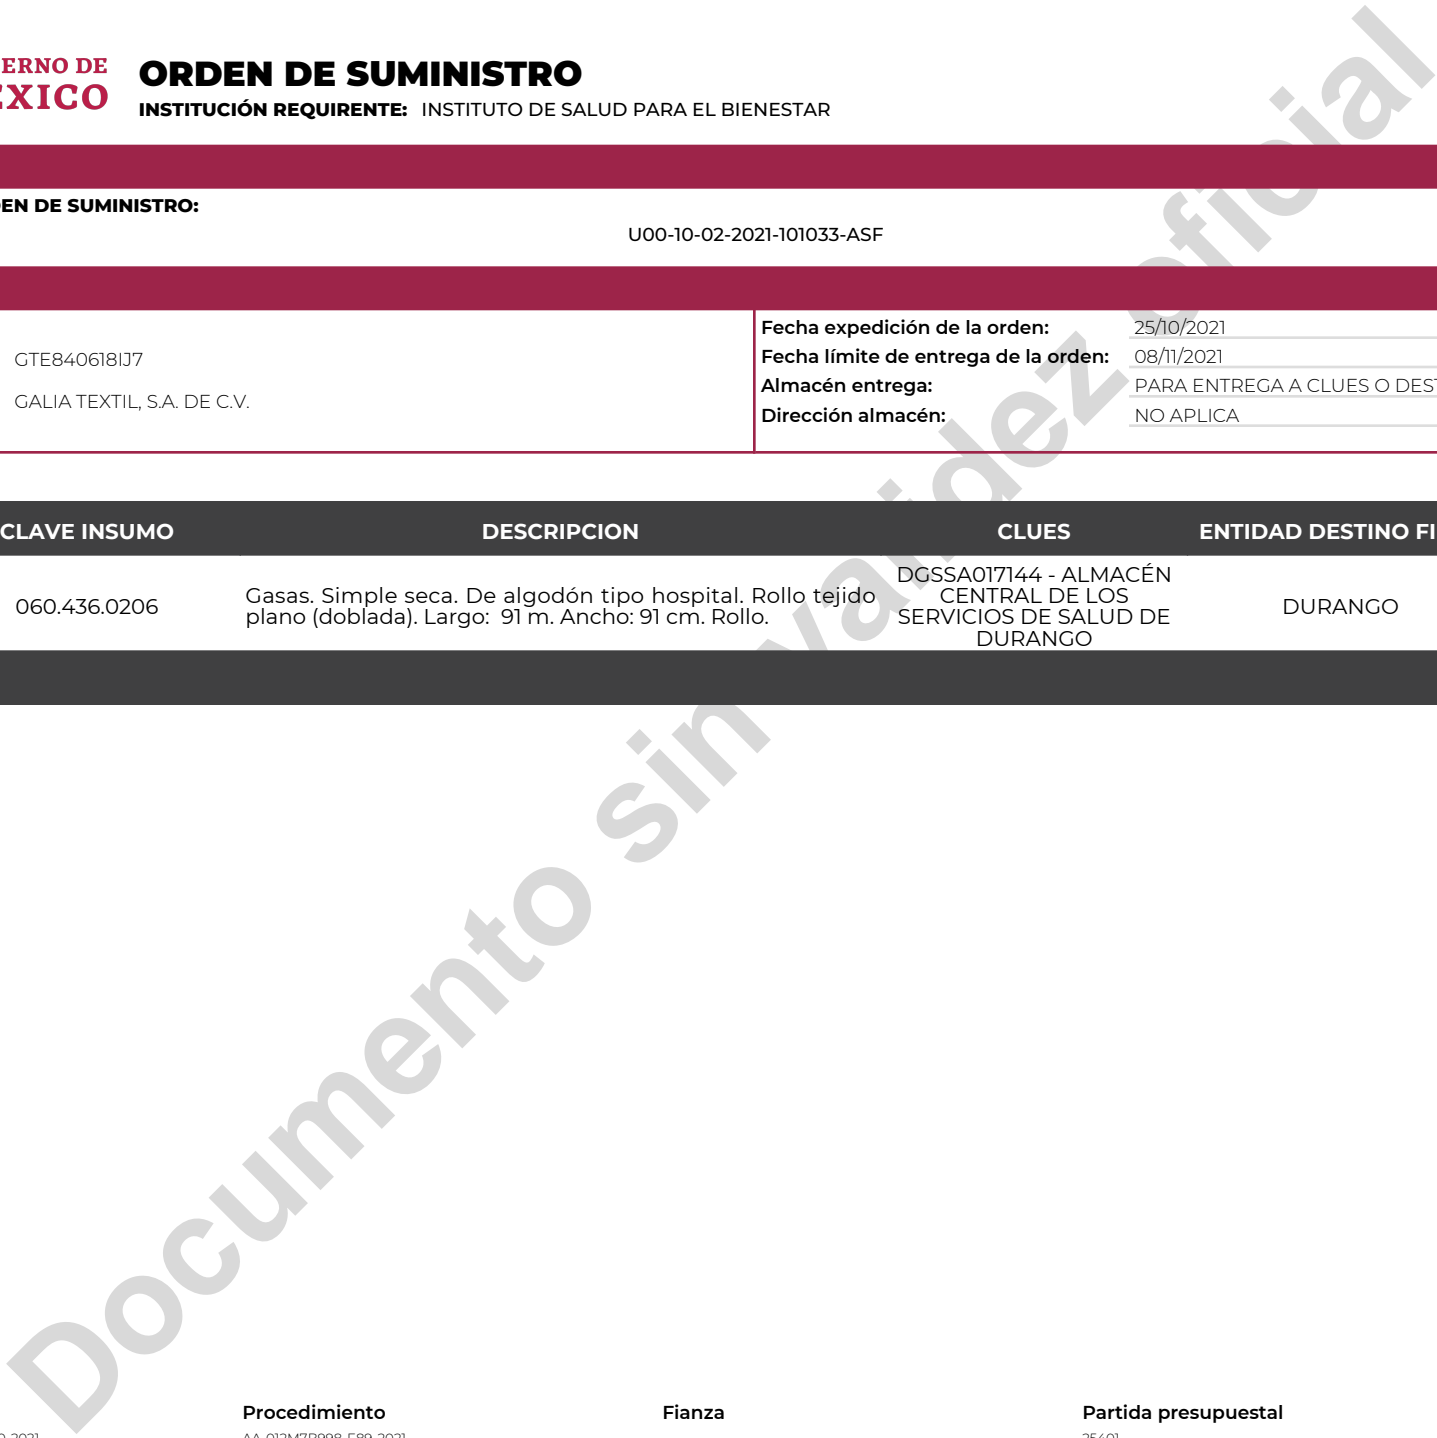 ERNO DE
ÉXICO
ORDEN DE SUMINISTRO
INSTITUCIÓN REQUIRENTE: INSTITUTO DE SALUD PARA EL BIENESTAR
EN DE SUMINISTRO:
U00-10-02-2021-101033-ASF
GTE840618IJ7
GALIA TEXTIL, S.A. DE C.V.
Fecha expedición de la orden: 25/10/2021
Fecha límite de entrega de la orden: 08/11/2021
Almacén entrega: PARA ENTREGA A CLUES O DEST
Dirección almacén: NO APLICA
CLAVE INSUMO DESCRIPCION CLUES ENTIDAD DESTINO FI
060.436.0206
Gasas. Simple seca. De algodón tipo hospital. Rollo tejido
plano (doblada). Largo: 91 m. Ancho: 91 cm. Rollo.
DGSSA017144 - ALMACÉN
CENTRAL DE LOS
SERVICIOS DE SALUD DE
DURANGO
DURANGO
Documento sin validez oficial
Procedimiento Fianza Partida presupuestal